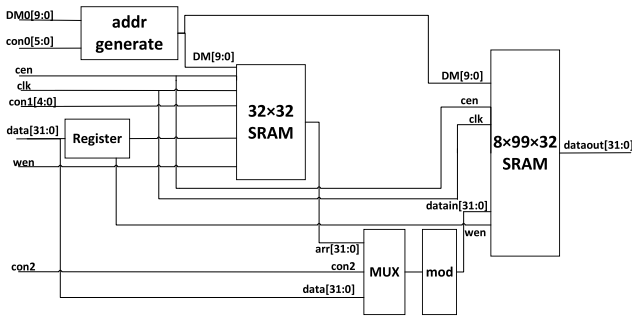 DM0[9:0]
con0[5:0]
addr
generate
DM[9:0]
cen
clk
con1[4:0]
data[31:0]
Register
wen
32×32
SRAM
DM[9:0]
cen
clk
8×99×32
SRAM
dataout[31:0]
datain[31:0]
wen
arr[31:0]
con2
con2
data[31:0]
MUX
mod